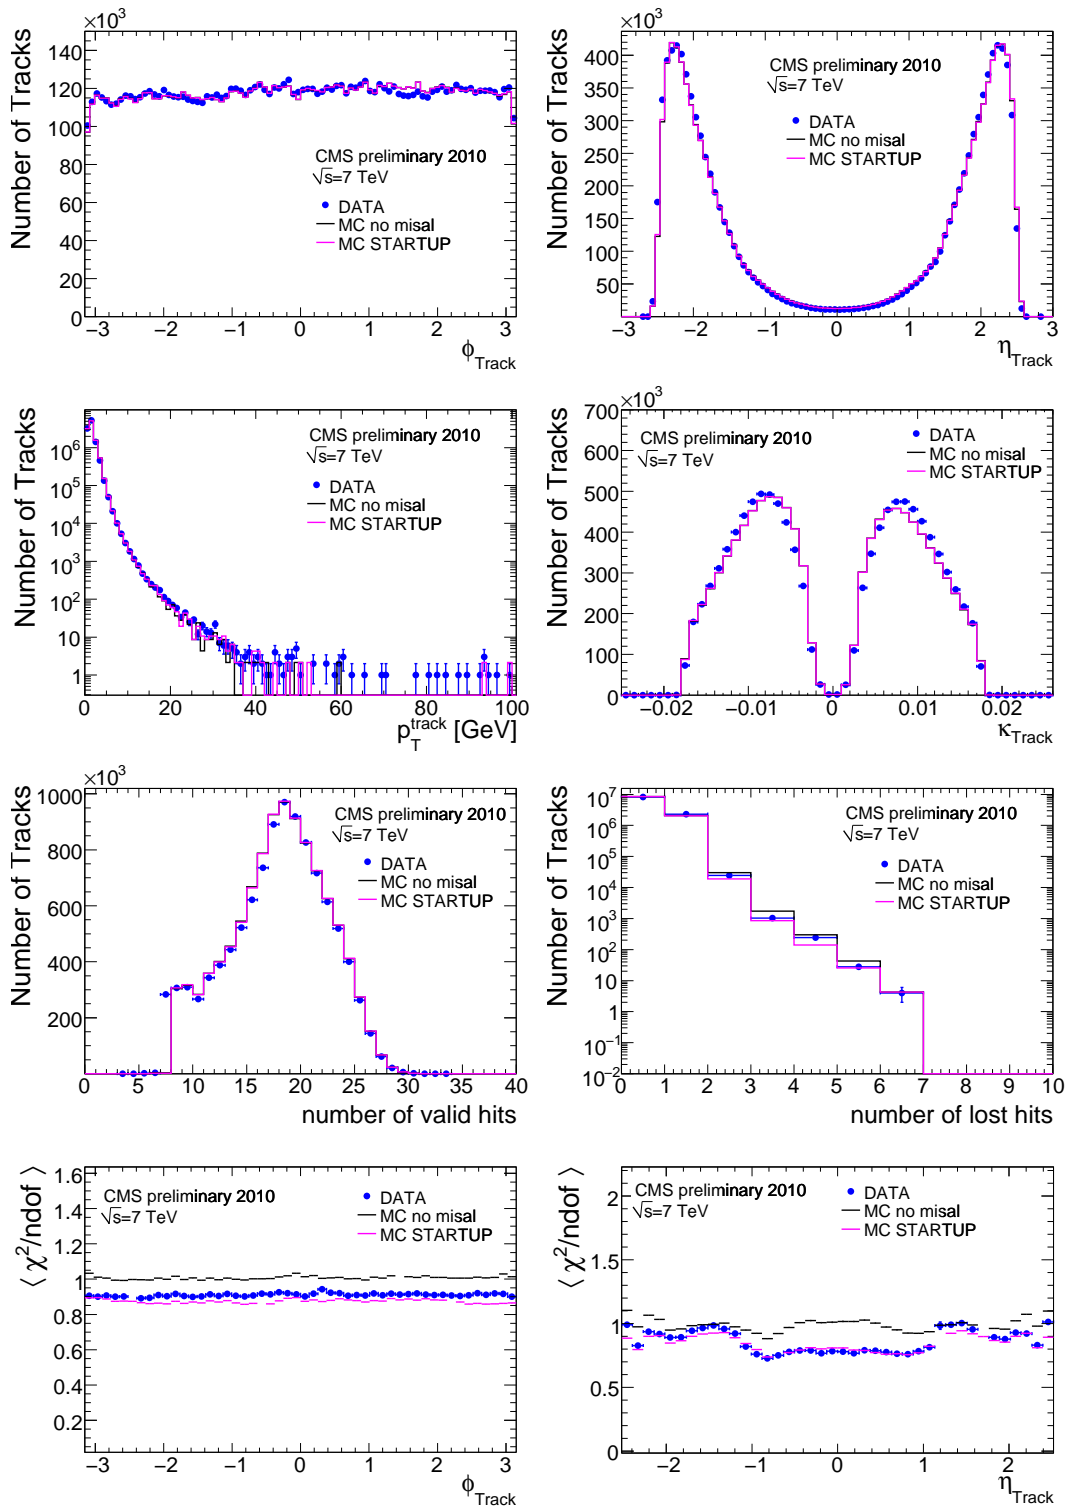 ×10³
140
120
100
80
60
40
20
0
Number of Tracks
CMS preliminary 2010
√s=7 TeV
DATA
MC no misal
MC STARTUP
−3 −2 −1 0 1 2 3
ϕTrack
×10³
400
350
300
250
200
150
100
50
Number of Tracks
CMS preliminary 2010
√s=7 TeV
DATA
MC no misal
MC STARTUP
−3 −2 −1 0 1 2 3
ηTrack
10⁶
10⁵
10⁴
10³
10²
10
1
Number of Tracks
CMS preliminary 2010
√s=7 TeV
DATA
MC no misal
MC STARTUP
0 20 40 60 80 100
pTtrack [GeV]
×10³
700
600
500
400
300
200
100
0
Number of Tracks
CMS preliminary 2010
√s=7 TeV
DATA
MC no misal
MC STARTUP
−0.02 −0.01 0 0.01 0.02
κTrack
×10³
1000
800
600
400
200
Number of Tracks
CMS preliminary 2010
√s=7 TeV
DATA
MC no misal
MC STARTUP
0 5 10 15 20 25 30 35 40
number of valid hits
10⁷
10⁶
10⁵
10⁴
10³
10²
10
1
10⁻¹
10⁻²
Number of Tracks
CMS preliminary 2010
√s=7 TeV
DATA
MC no misal
MC STARTUP
0 1 2 3 4 5 6 7 8 9 10
number of lost hits
1.6
1.4
1.2
1
0.8
0.6
0.4
0.2
⟨ χ²/ndof ⟩
CMS preliminary 2010
√s=7 TeV
DATA
MC no misal
MC STARTUP
−3 −2 −1 0 1 2 3
ϕTrack
2
1.5
1
0.5
0
⟨ χ²/ndof ⟩
CMS preliminary 2010
√s=7 TeV
DATA
MC no misal
MC STARTUP
−2 −1 0 1 2
ηTrack